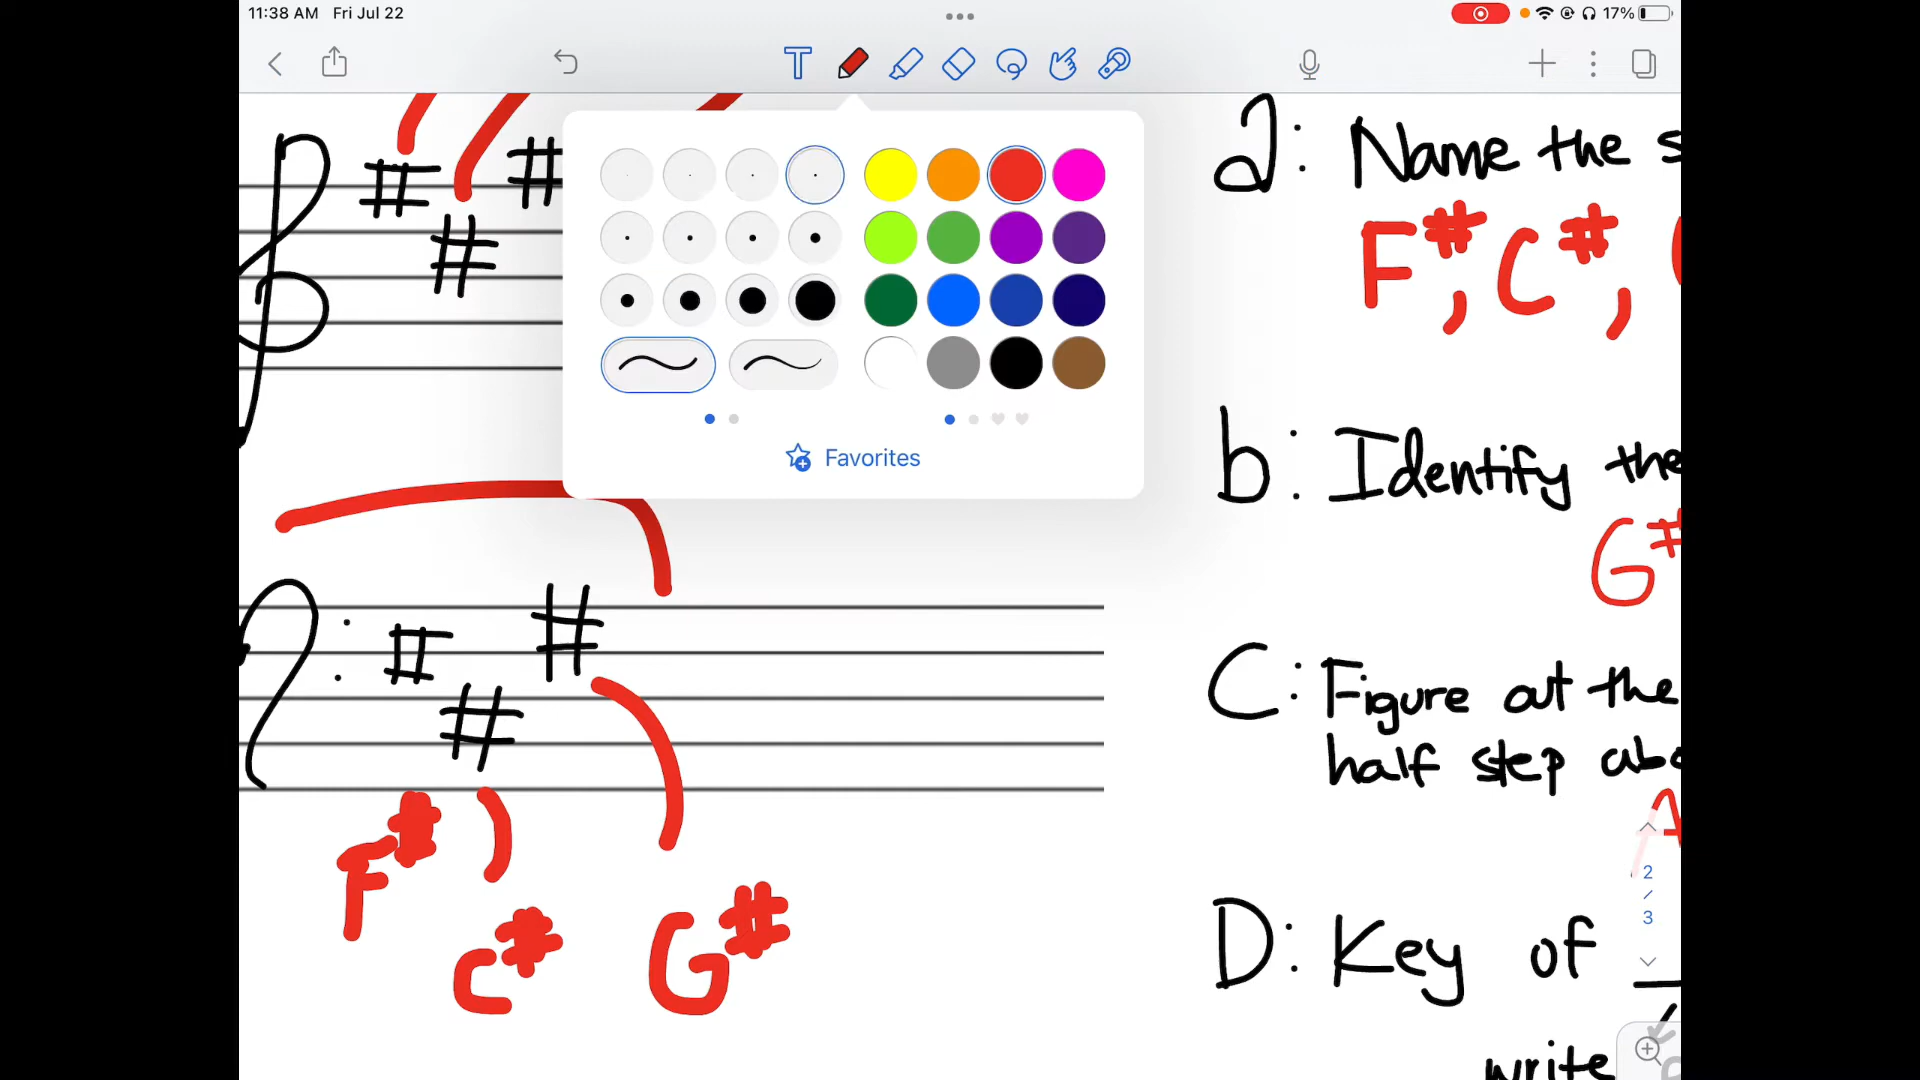 11:38 AM Fri Jul 22
17%
T
a: Name the
F#, C#,
b: Identify the
G#
Favorites
C: Figure out the
half step
A
F#
C#
G#
2
3
D: Key of
write